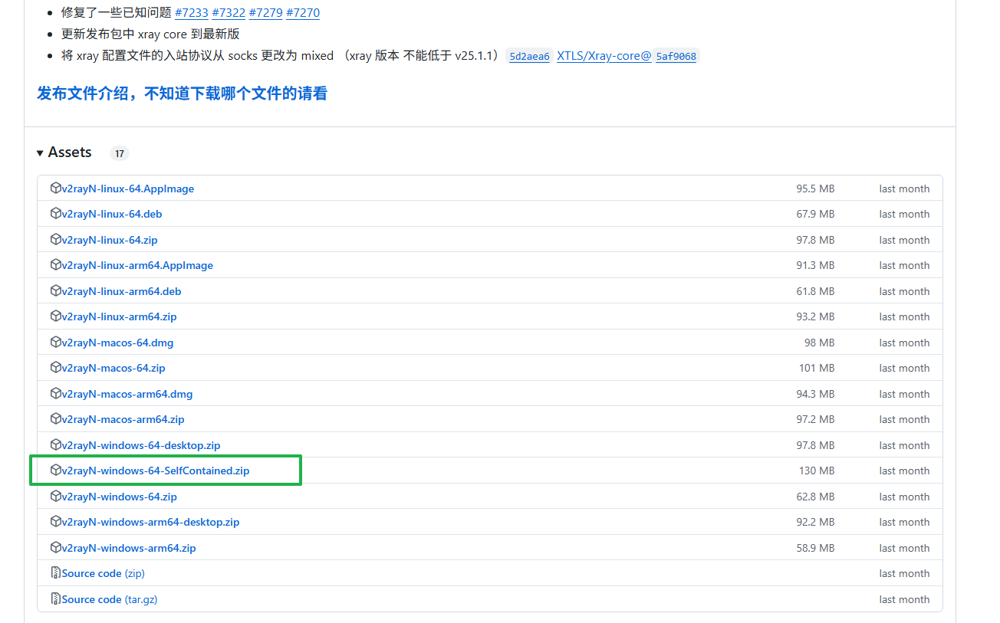 修复了一些已知问题 #7233 #7322 #7279 #7270
更新发布包中 xray core 到最新版
将 xray 配置文件的入站协议从 socks 更改为 mixed （xray 版本 不能低于 v25.1.1） 5d2aea6 XTLS/Xray-core@ 5af9068
发布文件介绍，不知道下载哪个文件的请看
Assets 17
v2rayN-linux-64.AppImage 95.5 MB last month
v2rayN-linux-64.deb 67.9 MB last month
v2rayN-linux-64.zip 97.8 MB last month
v2rayN-linux-arm64.AppImage 91.3 MB last month
v2rayN-linux-arm64.deb 61.8 MB last month
v2rayN-linux-arm64.zip 93.2 MB last month
v2rayN-macos-64.dmg 98 MB last month
v2rayN-macos-64.zip 101 MB last month
v2rayN-macos-arm64.dmg 94.3 MB last month
v2rayN-macos-arm64.zip 97.2 MB last month
v2rayN-windows-64-desktop.zip 97.8 MB last month
v2rayN-windows-64-SelfContained.zip 130 MB last month
v2rayN-windows-64.zip 62.8 MB last month
v2rayN-windows-arm64-desktop.zip 92.2 MB last month
v2rayN-windows-arm64.zip 58.9 MB last month
Source code (zip) last month
Source code (tar.gz) last month